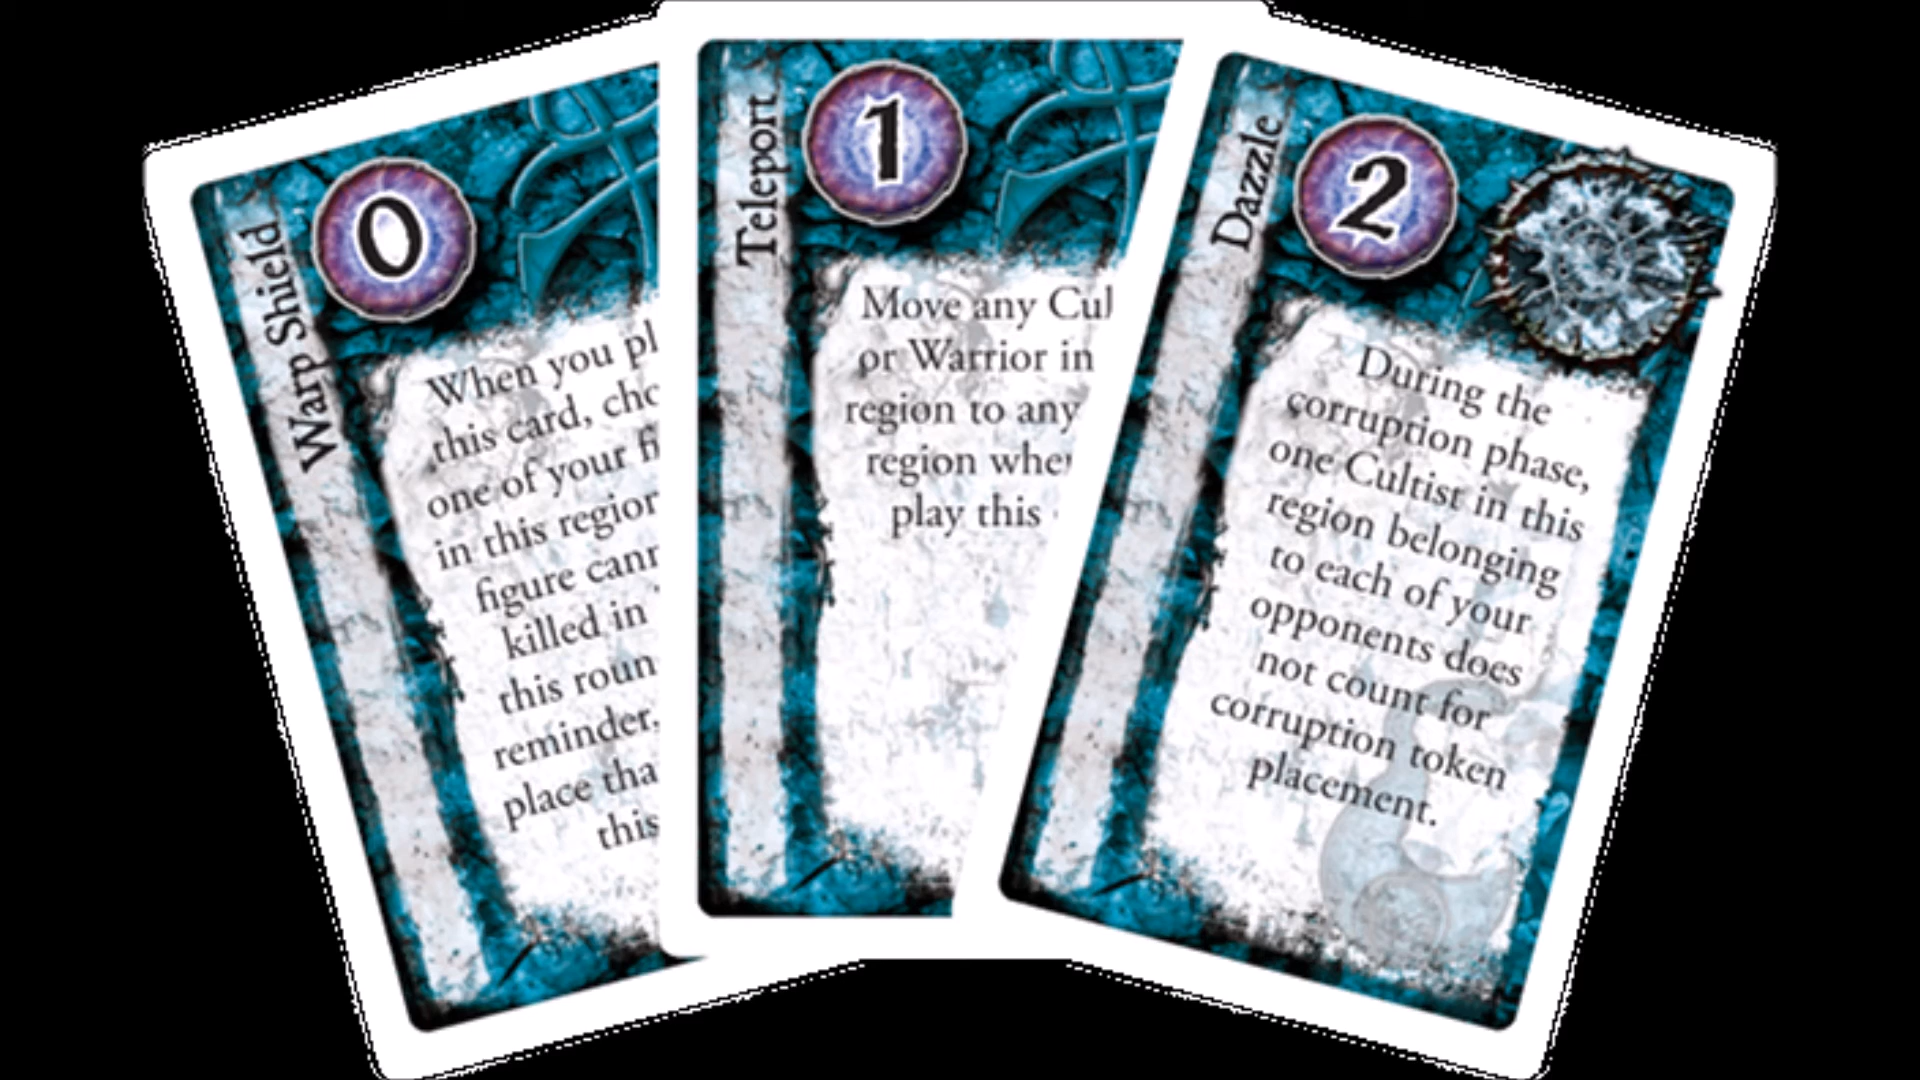 Warp Shield
0
When you pl
this card, cho
one of your fi
in this region
figure cann
killed in
this roun
reminder,
place tha
this
Teleport
1
Move any Cul
or Warrior in
region to any
region wher
play this
Dazzle
2
During the
corruption phase,
one Cultist in this
region belonging
to each of your
opponents does
not count for
corruption token
placement.